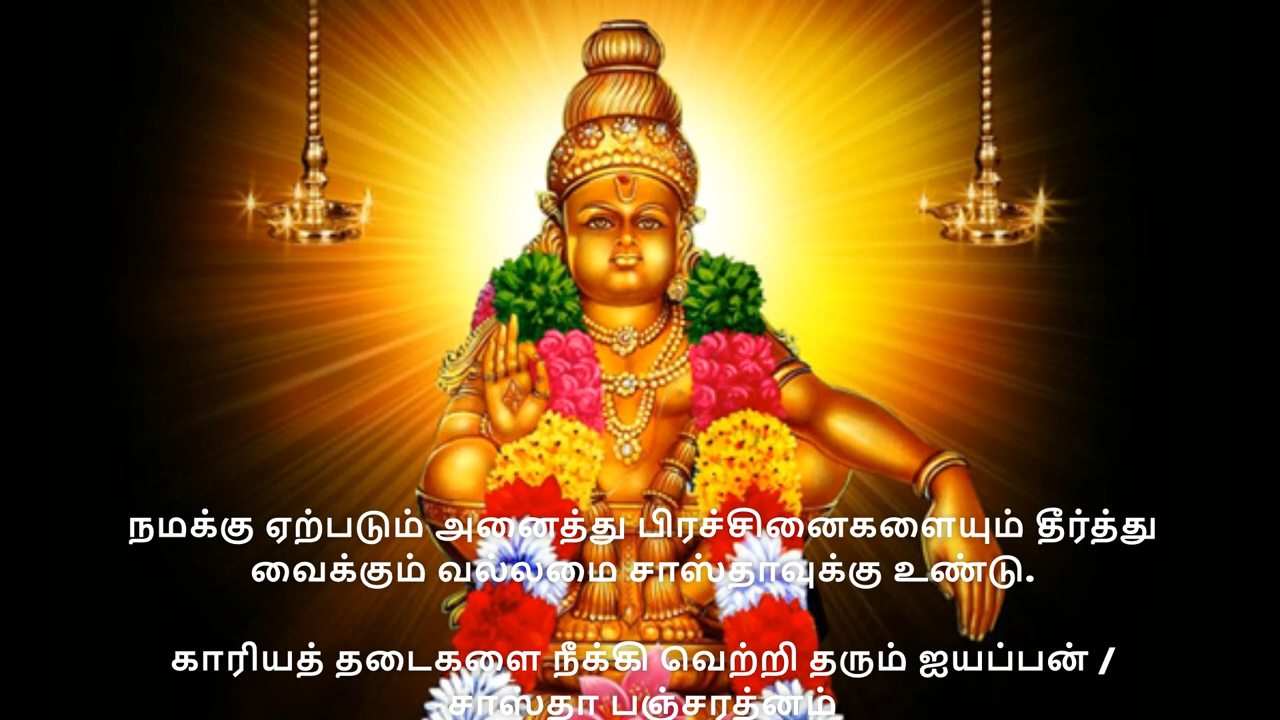 நமக்கு ஏற்படும் அனைத்து பிரச்சினைகளையும் தீர்த்து
வைக்கும் வல்லமை சாஸ்தாவுக்கு உண்டு.
காரியத் தடைகளை நீக்கி வெற்றி தரும் ஐயப்பன் /
சாஸ்தா பஞ்சரத்னம்